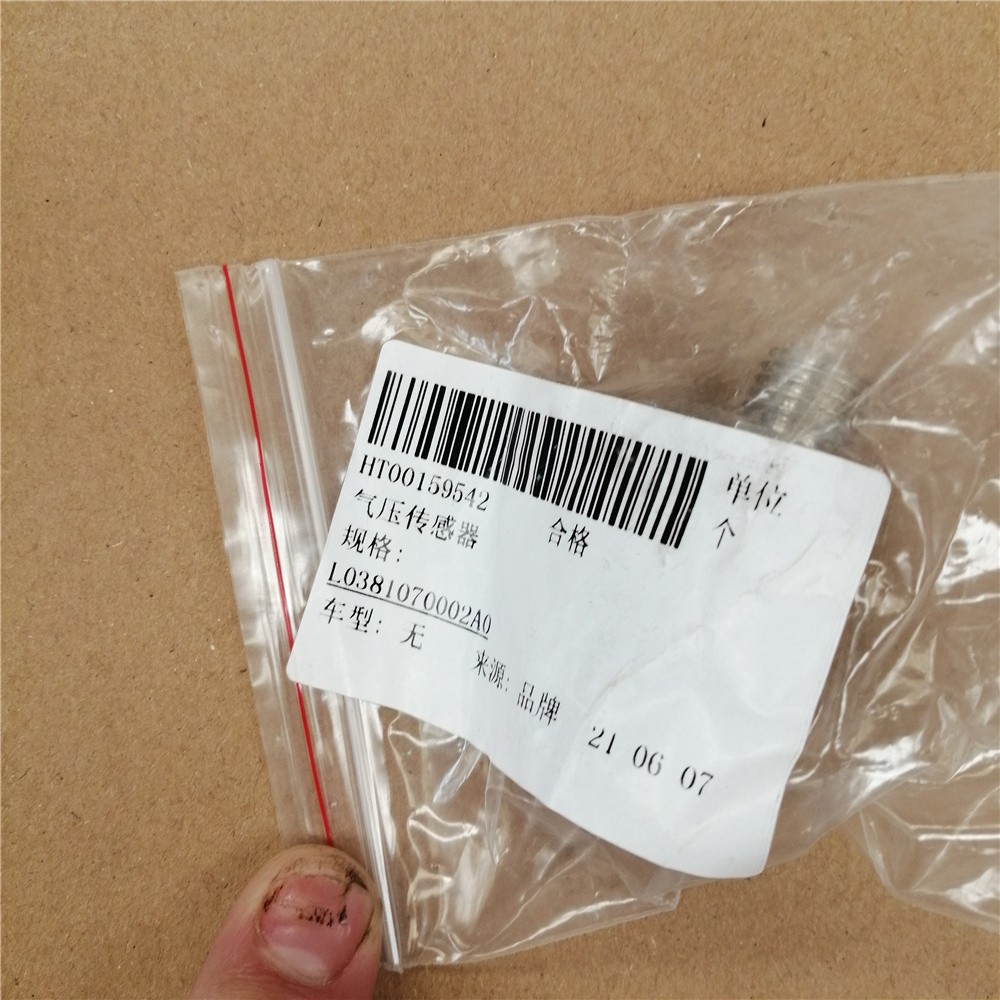 HT00159542
气压传感器
合格
单位
个
规格:
L0381070002A0
车型: 无
来源: 品牌
21 06 07